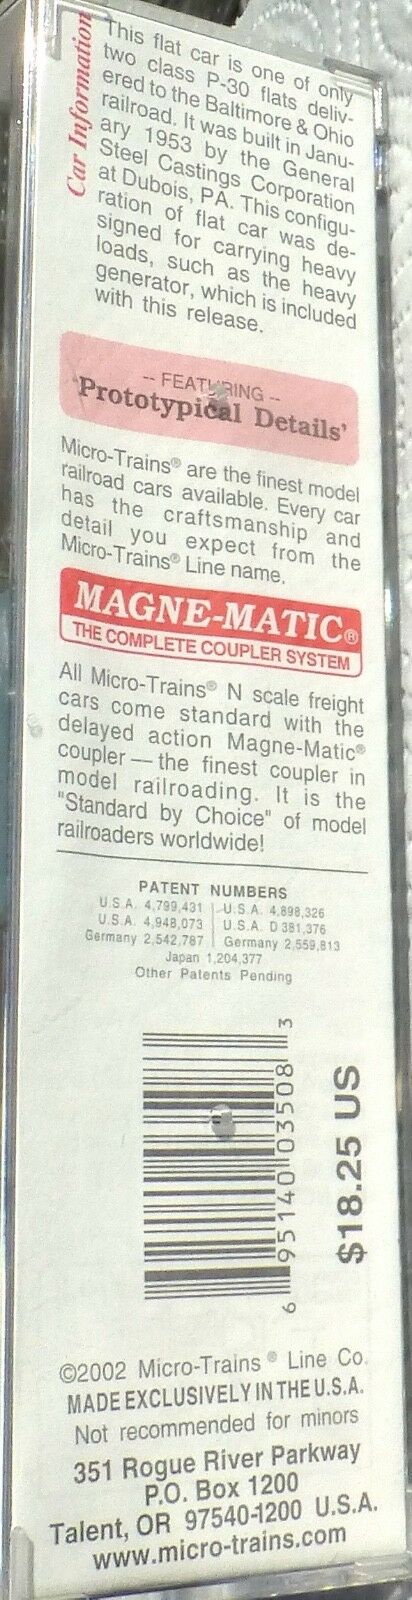 Car Information
This flat car is one of only
two class P-30 flats deliv-
ered to the Baltimore & Ohio
railroad. It was built in Janu-
ary 1953 by the General
Steel Castings Corporation
at Dubois, PA. This configu-
ration of flat car was de-
signed for carrying heavy
loads, such as the heavy
generator, which is included
with this release.
-- FEATURING --
'Prototypical Details'
Micro-Trains® are the finest model
railroad cars available. Every car
has the craftsmanship and
detail you expect from the
Micro-Trains® Line name.
MAGNE-MATIC®
THE COMPLETE COUPLER SYSTEM
All Micro-Trains® N scale freight
cars come standard with the
delayed action Magne-Matic®
coupler — the finest coupler in
model railroading. It is the
"Standard by Choice" of model
railroaders worldwide!
PATENT NUMBERS
U.S.A. 4,799,431 | U.S.A. 4,898,326
U.S.A. 4,948,073 | U.S.A. D 381,376
Germany 2,542,787 | Germany 2,559,813
Japan 1,204,377
Other Patents Pending
6 95140 03508 3
$18.25 US
©2002 Micro-Trains® Line Co.
MADE EXCLUSIVELY IN THE U.S.A.
Not recommended for minors
351 Rogue River Parkway
P.O. Box 1200
Talent, OR 97540-1200 U.S.A.
www.micro-trains.com